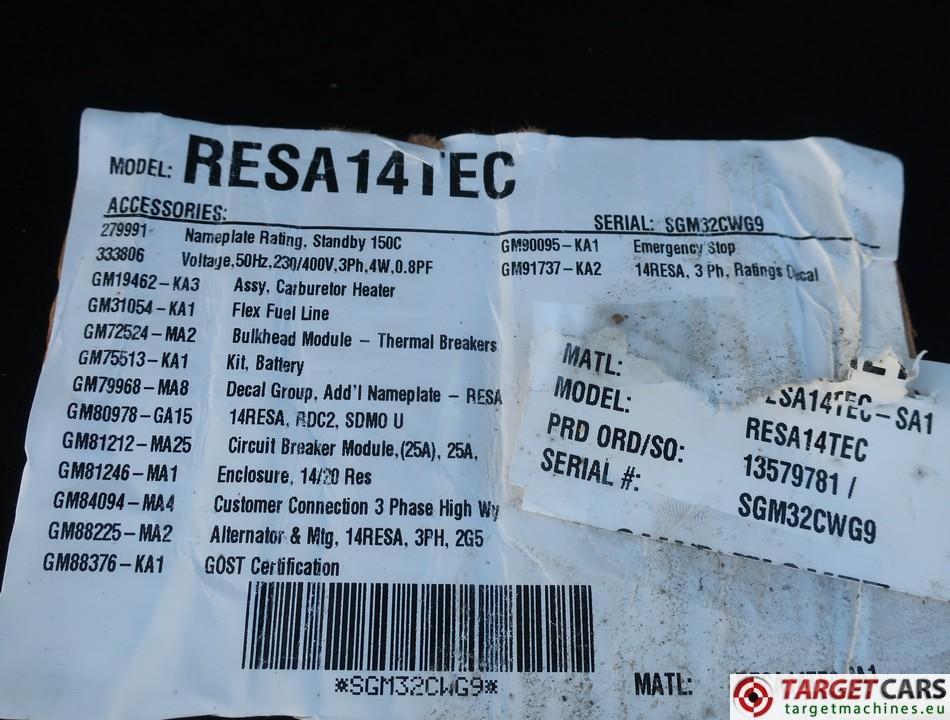 MODEL: RESA14TEC
ACCESSORIES:
SERIAL: SGM32CWG9
279991- Nameplate Rating, Standby 150C
333806 Voltage,50Hz,230/400V,3Ph,4W,0.8PF
GM19462-KA3 Assy, Carburetor Heater
GM31054-KA1 Flex Fuel Line
GM72524-MA2 Bulkhead Module - Thermal Breakers
GM75513-KA1 Kit, Battery
GM79968-MA8 Decal Group, Add'l Nameplate - RESA
GM80978-GA15 14RESA, RDC2, SDMO U
GM81212-MA25 Circuit Breaker Module,(25A), 25A,
GM81246-MA1 Enclosure, 14/20 Res
GM84094-MA4 Customer Connection 3 Phase High Wy
GM88225-MA2 Alternator & Mtg, 14RESA, 3PH, 2G5
GM88376-KA1 GOST Certification
GM90095-KA1 Emergency Stop
GM91737-KA2 14RESA, 3 Ph, Ratings Decal
MATL: ESA14TEC-SA1
MODEL: RESA14TEC
PRD ORD/SO: 13579781 /
SERIAL #: SGM32CWG9
*SGM32CWG9*
MATL:
TARGETCARS
targetmachines.eu